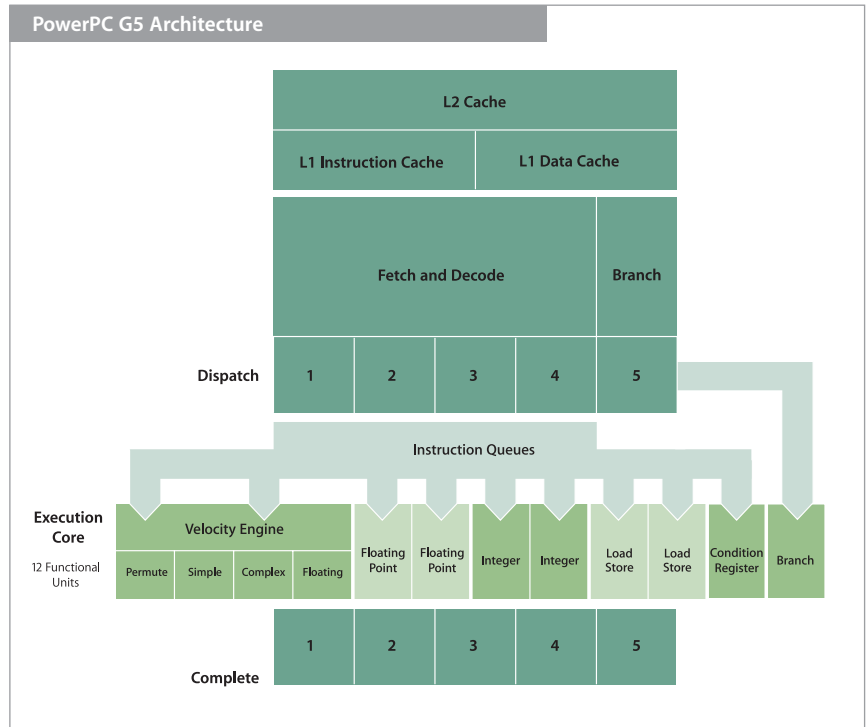 PowerPC G5 Architecture
L2 Cache
L1 Instruction Cache
L1 Data Cache
Fetch and Decode
Branch
Dispatch
1
2
3
4
5
Instruction Queues
Execution
Core
12 Functional
Units
Velocity Engine
Permute
Simple
Complex
Floating
Floating
Point
Floating
Point
Integer
Integer
Load
Store
Load
Store
Condition
Register
Branch
Complete
1
2
3
4
5